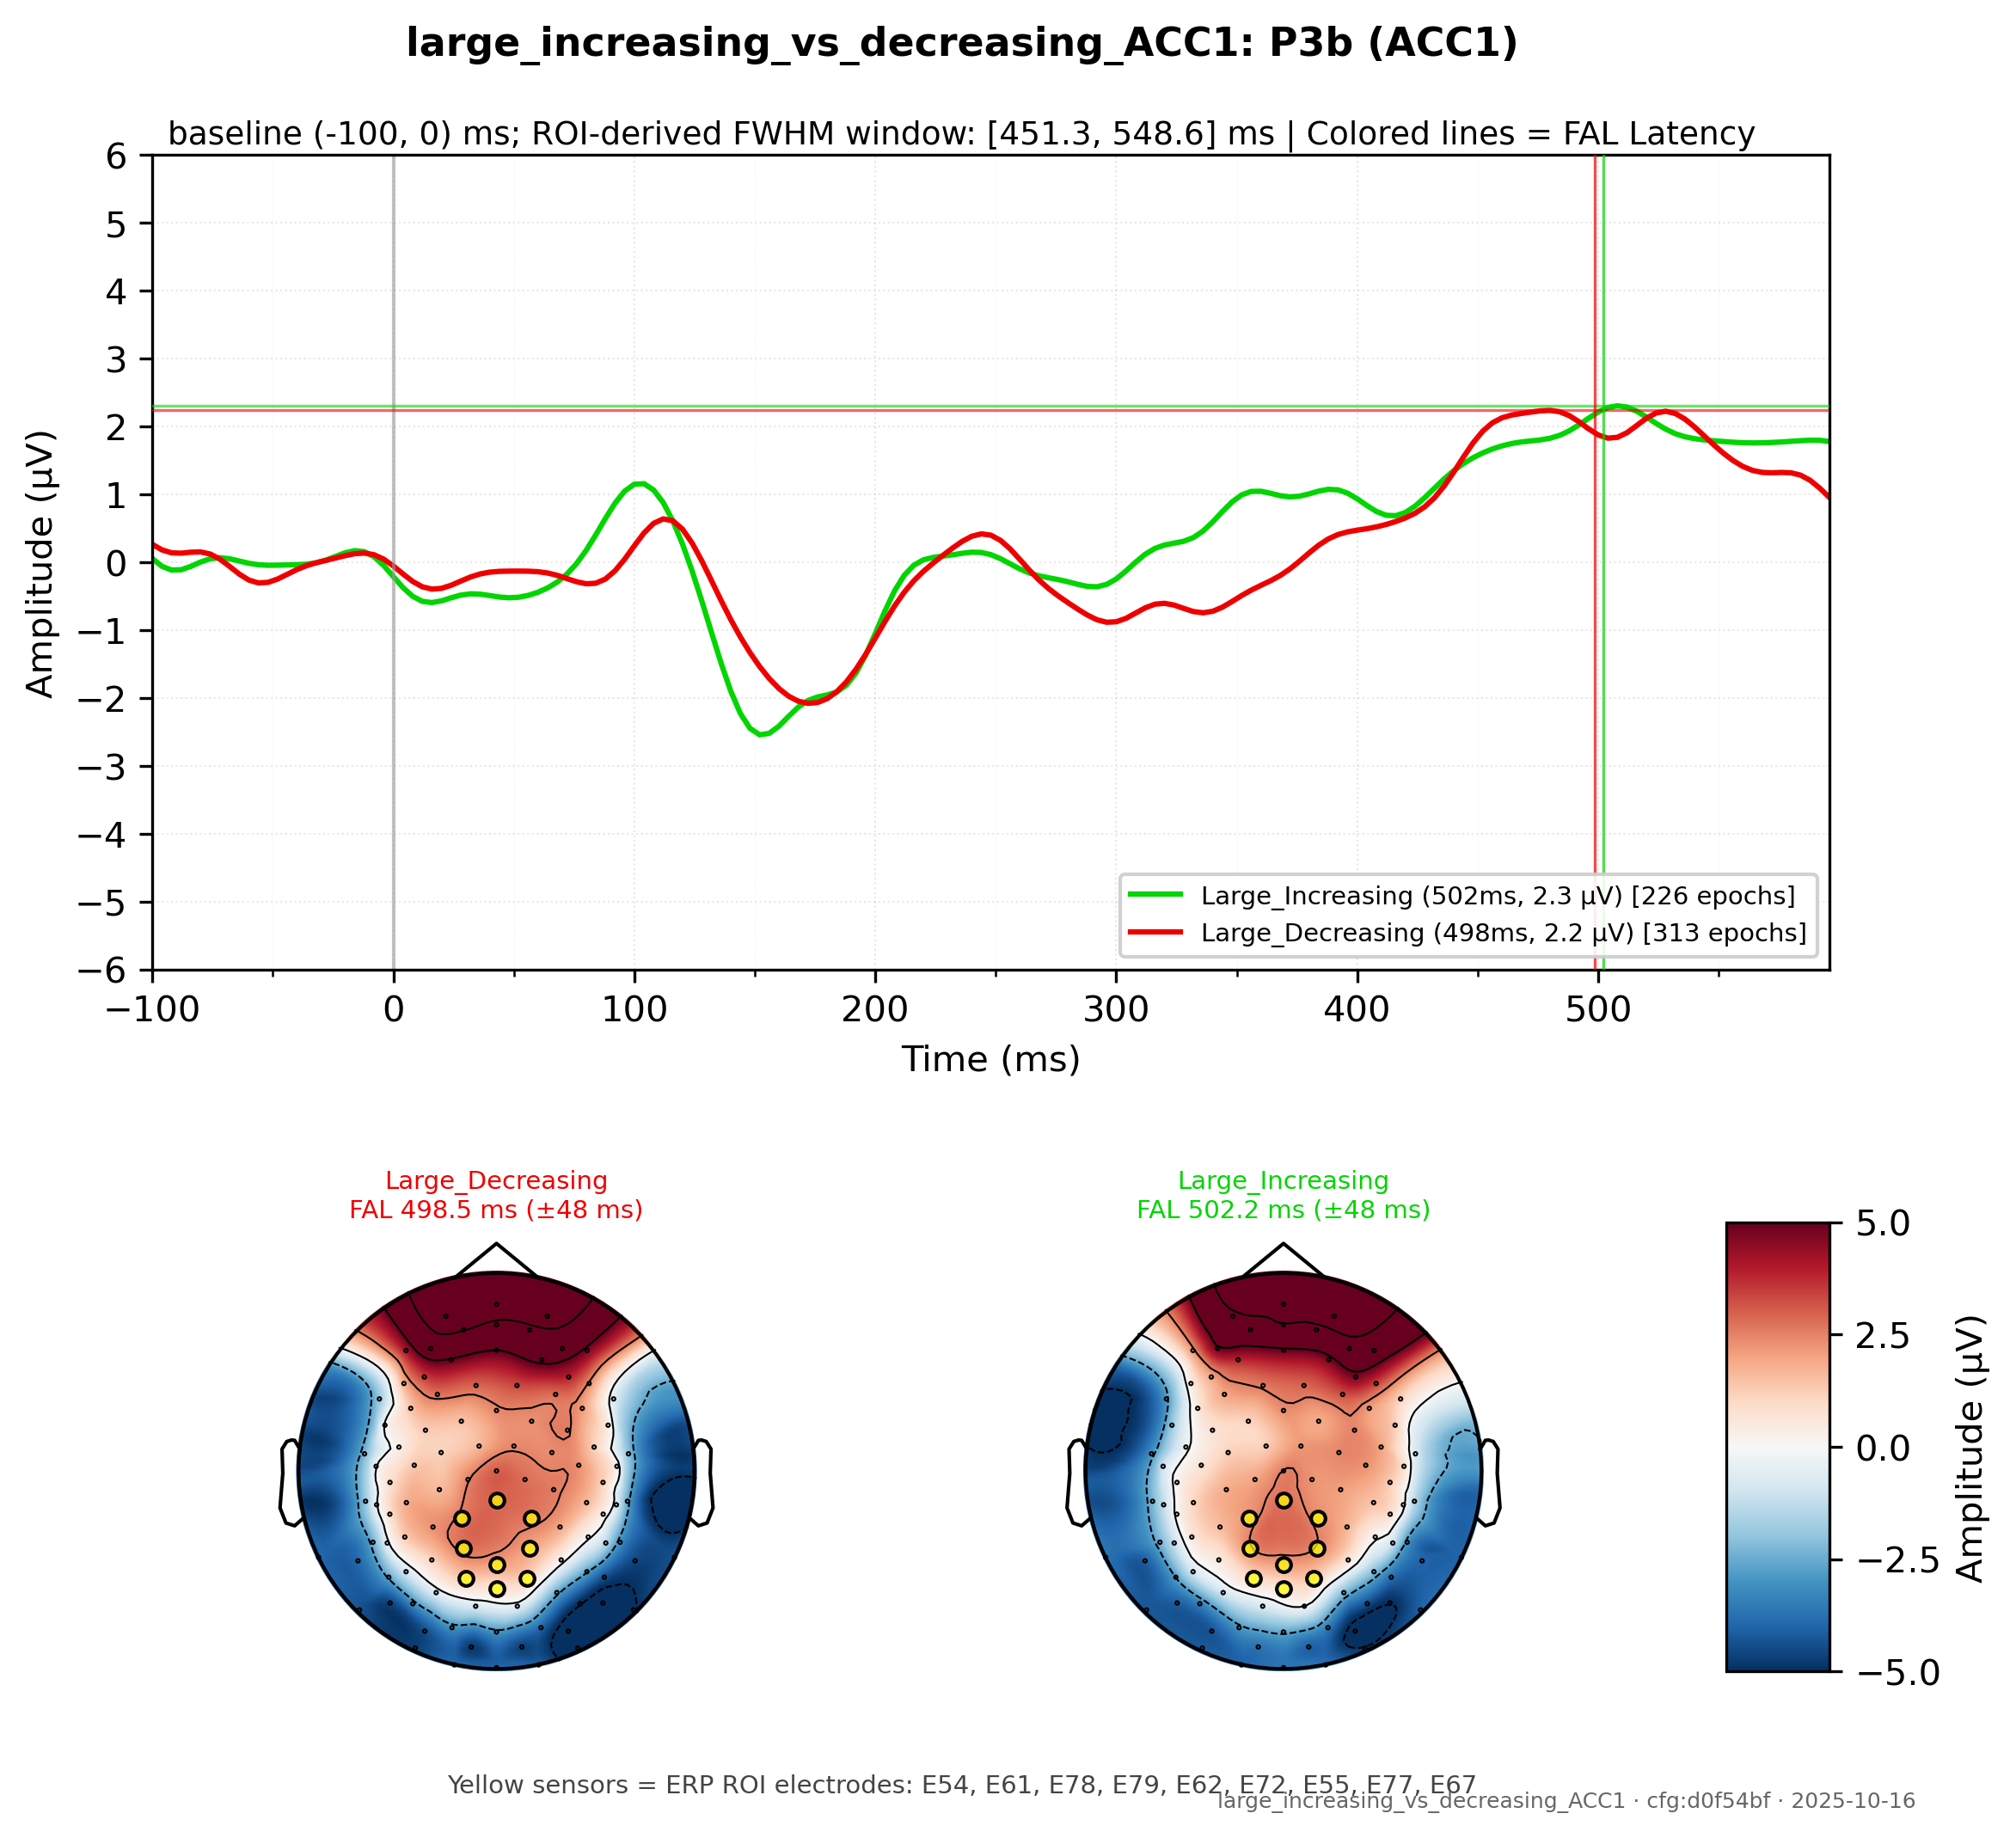 large_increasing_vs_decreasing_ACC1: P3b (ACC1)
baseline (-100, 0) ms; ROI-derived FWHM window: [451.3, 548.6] ms | Colored lines = FAL Latency
6
5
4
3
2
1
0
−1
−2
−3
−4
−5
−6
Amplitude (µV)
Large_Increasing (502ms, 2.3 µV) [226 epochs]
Large_Decreasing (498ms, 2.2 µV) [313 epochs]
−100 0 100 200 300 400 500
Time (ms)
Large_Decreasing
FAL 498.5 ms (±48 ms)
Large_Increasing
FAL 502.2 ms (±48 ms)
5.0
2.5
0.0
−2.5
−5.0
Amplitude (µV)
Yellow sensors = ERP ROI electrodes: E54, E61, E78, E79, E62, E72, E55, E77, E67
large_increasing_vs_decreasing_ACC1 · cfg:d0f54bf · 2025-10-16